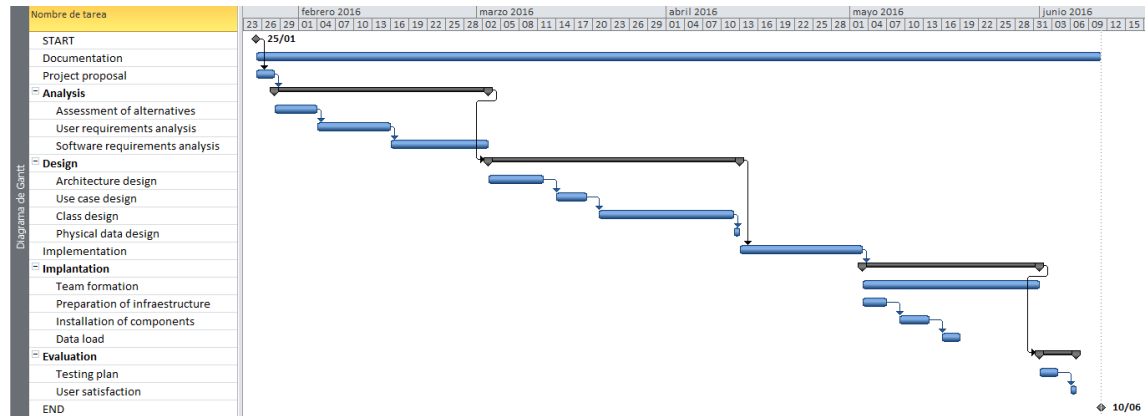 Nombre de tarea
febrero 2016 marzo 2016 abril 2016 mayo 2016 junio 2016
23 26 29 01 04 07 10 13 16 19 22 25 28 02 05 08 11 14 17 20 23 26 29 01 04 07 10 13 16 19 22 25 28 01 04 07 10 13 16 19 22 25 28 31 03 06 09 12 15
START 25/01
Documentation
Project proposal
Analysis
Assessment of alternatives
User requirements analysis
Software requirements analysis
Design
Architecture design
Use case design
Class design
Physical data design
Implementation
Implantation
Team formation
Preparation of infraestructure
Installation of components
Data load
Evaluation
Testing plan
User satisfaction
END 10/06
Diagrama de Gantt